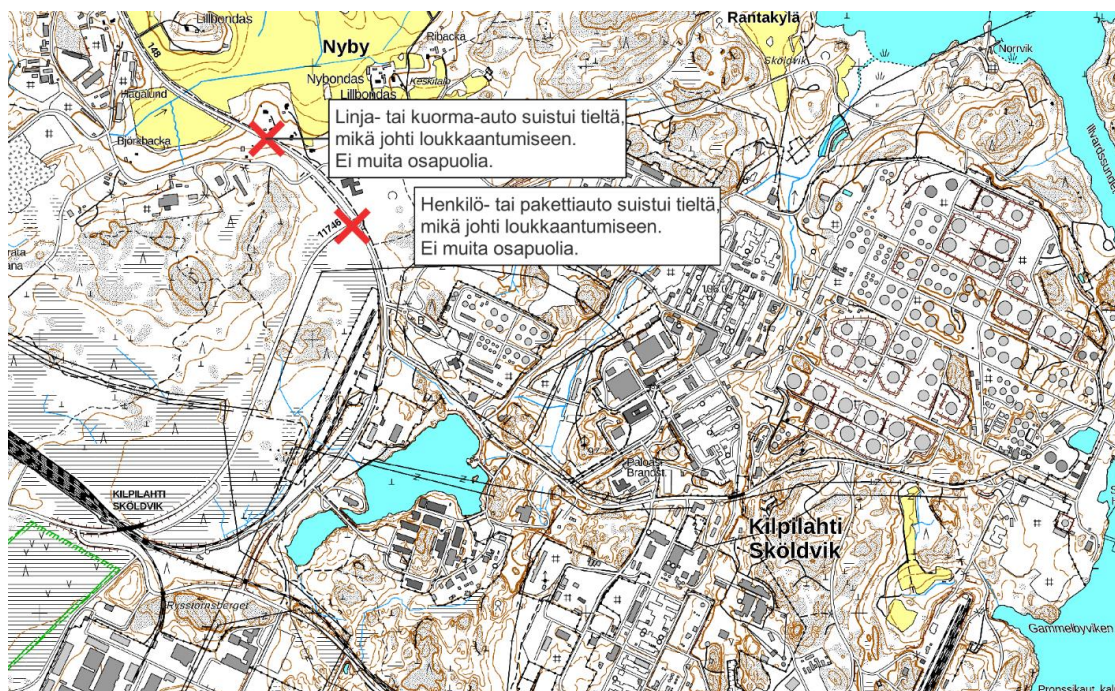 Lillbondas
Rantakylä
148
Nyby
Ribacka
Norrvik
Sköldvik
Nybondas
Keskitalo
Hagalund
Lillbondas
Linja- tai kuorma-auto suistui tieltä,
mikä johti loukkaantumiseen.
Ei muita osapuolia.
Björkbacka
Henkilö- tai pakettiauto suistui tieltä,
mikä johti loukkaantumiseen.
Ei muita osapuolia.
11746
KILPILAHTI
SKÖLDVIK
Kilpilahti
Sköldvik
Gammelbyviken